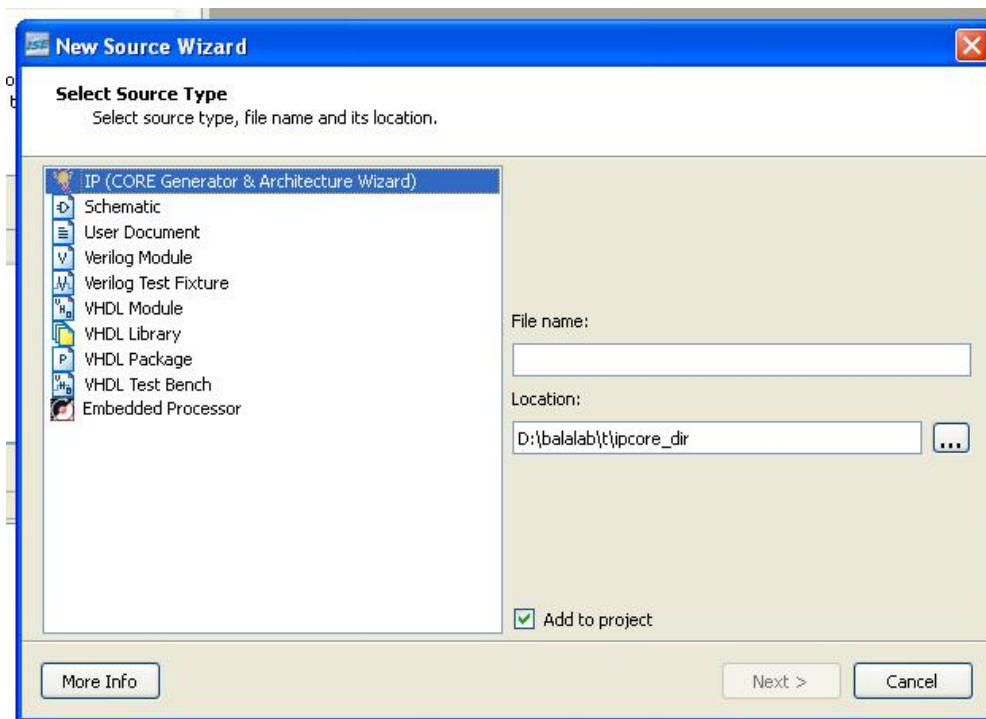 ISE New Source Wizard
Select Source Type
Select source type, file name and its location.
IP (CORE Generator & Architecture Wizard)
Schematic
User Document
Verilog Module
Verilog Test Fixture
VHDL Module
VHDL Library
VHDL Package
VHDL Test Bench
Embedded Processor
File name:
Location:
D:\balalab\t\ipcore_dir
...
Add to project
More Info
Next >
Cancel